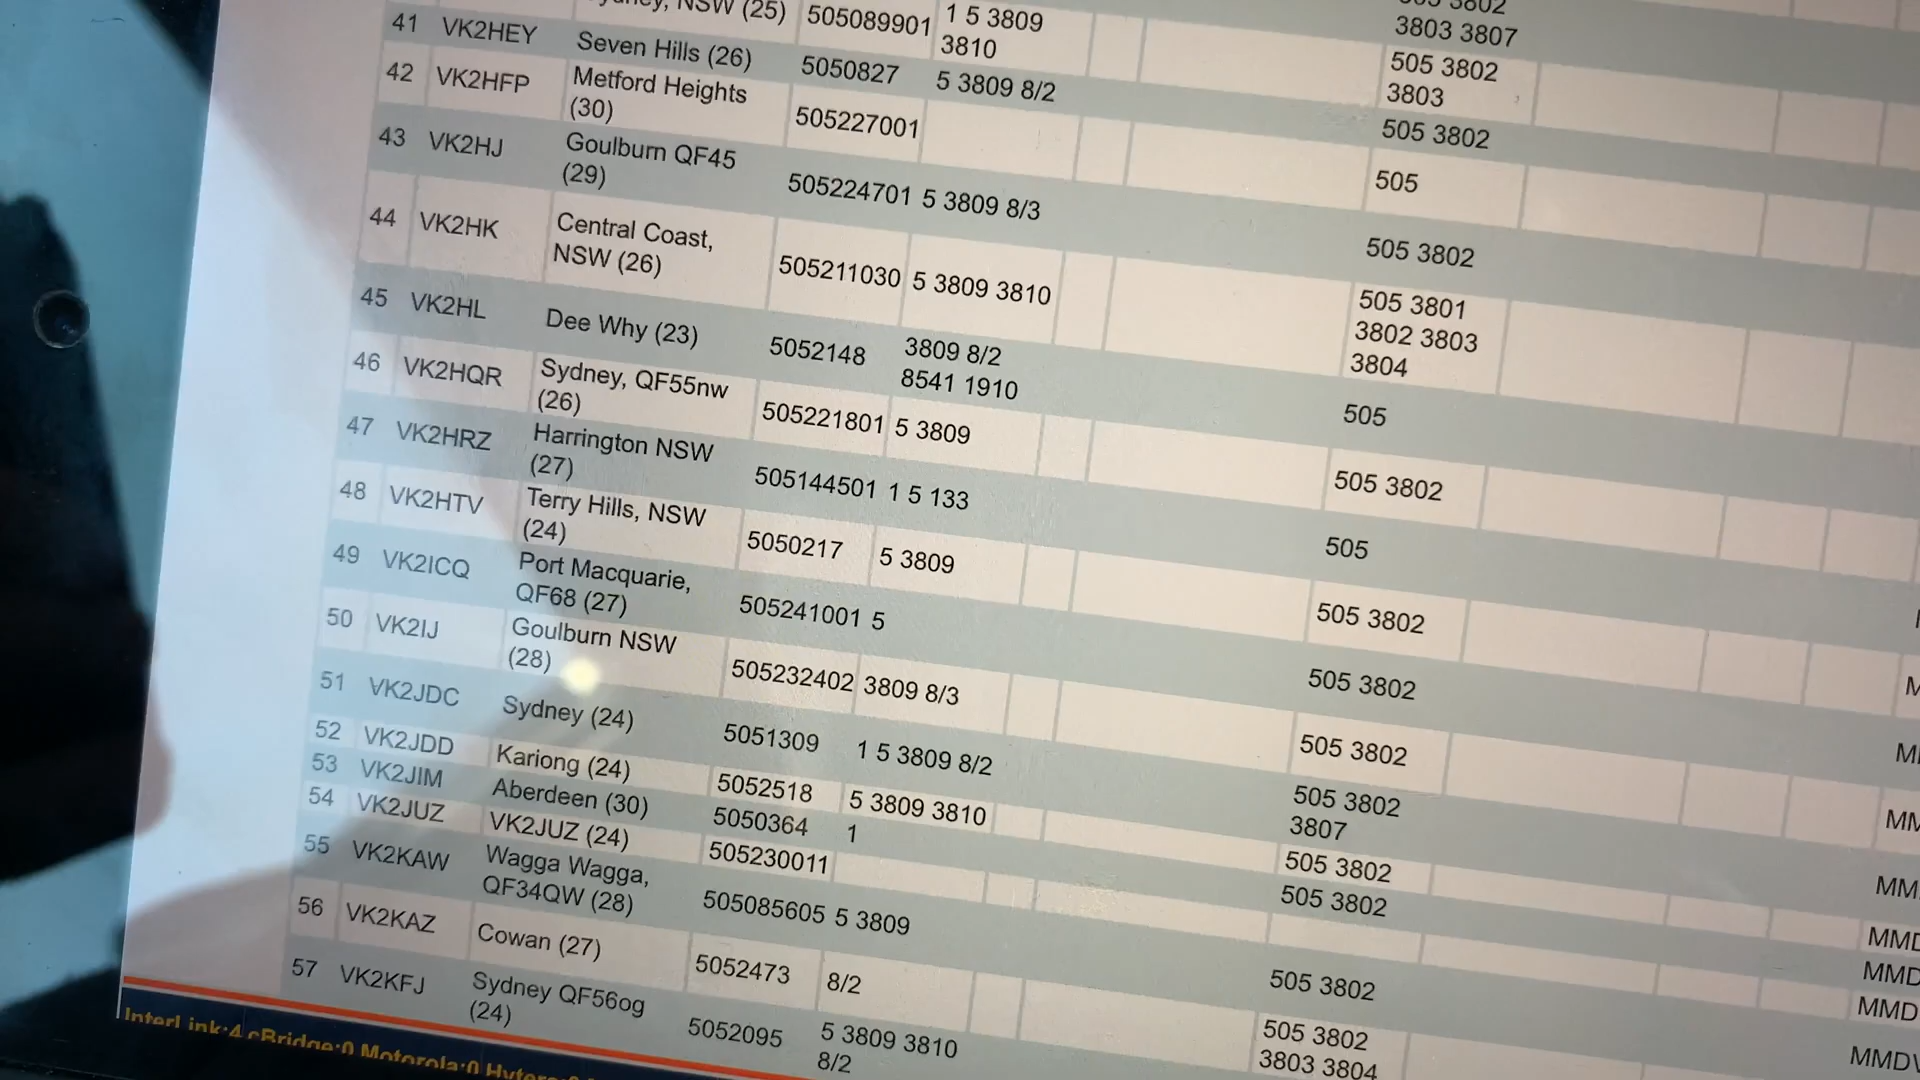 3802
3803 3807
NSW (25) 505089901 1 5 3809
3810
505 3802
3803
41 VK2HEY Seven Hills (26) 5050827 5 3809 8/2 505 3802
42 VK2HFP Metford Heights
(30) 505227001 505
43 VK2HJ Goulburn QF45
(29) 505224701 5 3809 8/3 505 3802
44 VK2HK Central Coast,
NSW (26) 505211030 5 3809 3810 505 3801
3802 3803
3804
45 VK2HL Dee Why (23) 5052148 3809 8/2
8541 1910 505
46 VK2HQR Sydney, QF55nw
(26) 505221801 5 3809 505 3802
47 VK2HRZ Harrington NSW
(27) 505144501 1 5 133 505
48 VK2HTV Terry Hills, NSW
(24) 5050217 5 3809 505 3802
49 VK2ICQ Port Macquarie,
QF68 (27) 505241001 5 505 3802
50 VK2IJ Goulburn NSW
(28) 505232402 3809 8/3 505 3802
51 VK2JDC Sydney (24) 5051309 1 5 3809 8/2 505 3802
3807
52 VK2JDD Kariong (24) 5052518 5 3809 3810 505 3802
53 VK2JIM Aberdeen (30) 5050364 1 505 3802
54 VK2JUZ VK2JUZ (24) 505230011
55 VK2KAW Wagga Wagga,
QF34QW (28) 505085605 5 3809 505 3802
56 VK2KAZ Cowan (27) 5052473 8/2 505 3802
3803 3804
57 VK2KFJ Sydney QF56og
(24) 5052095 5 3809 3810
8/2
InterLink:4 cBridge:0 Motorola:0